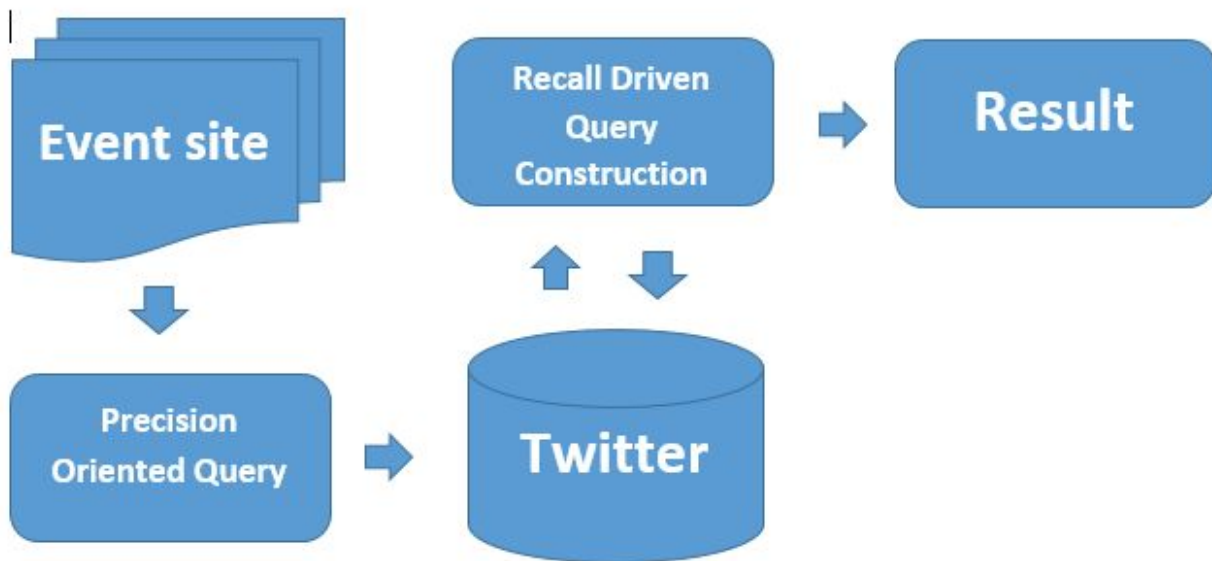 Event site
Precision
Oriented Query
Twitter
Recall Driven
Query
Construction
Result